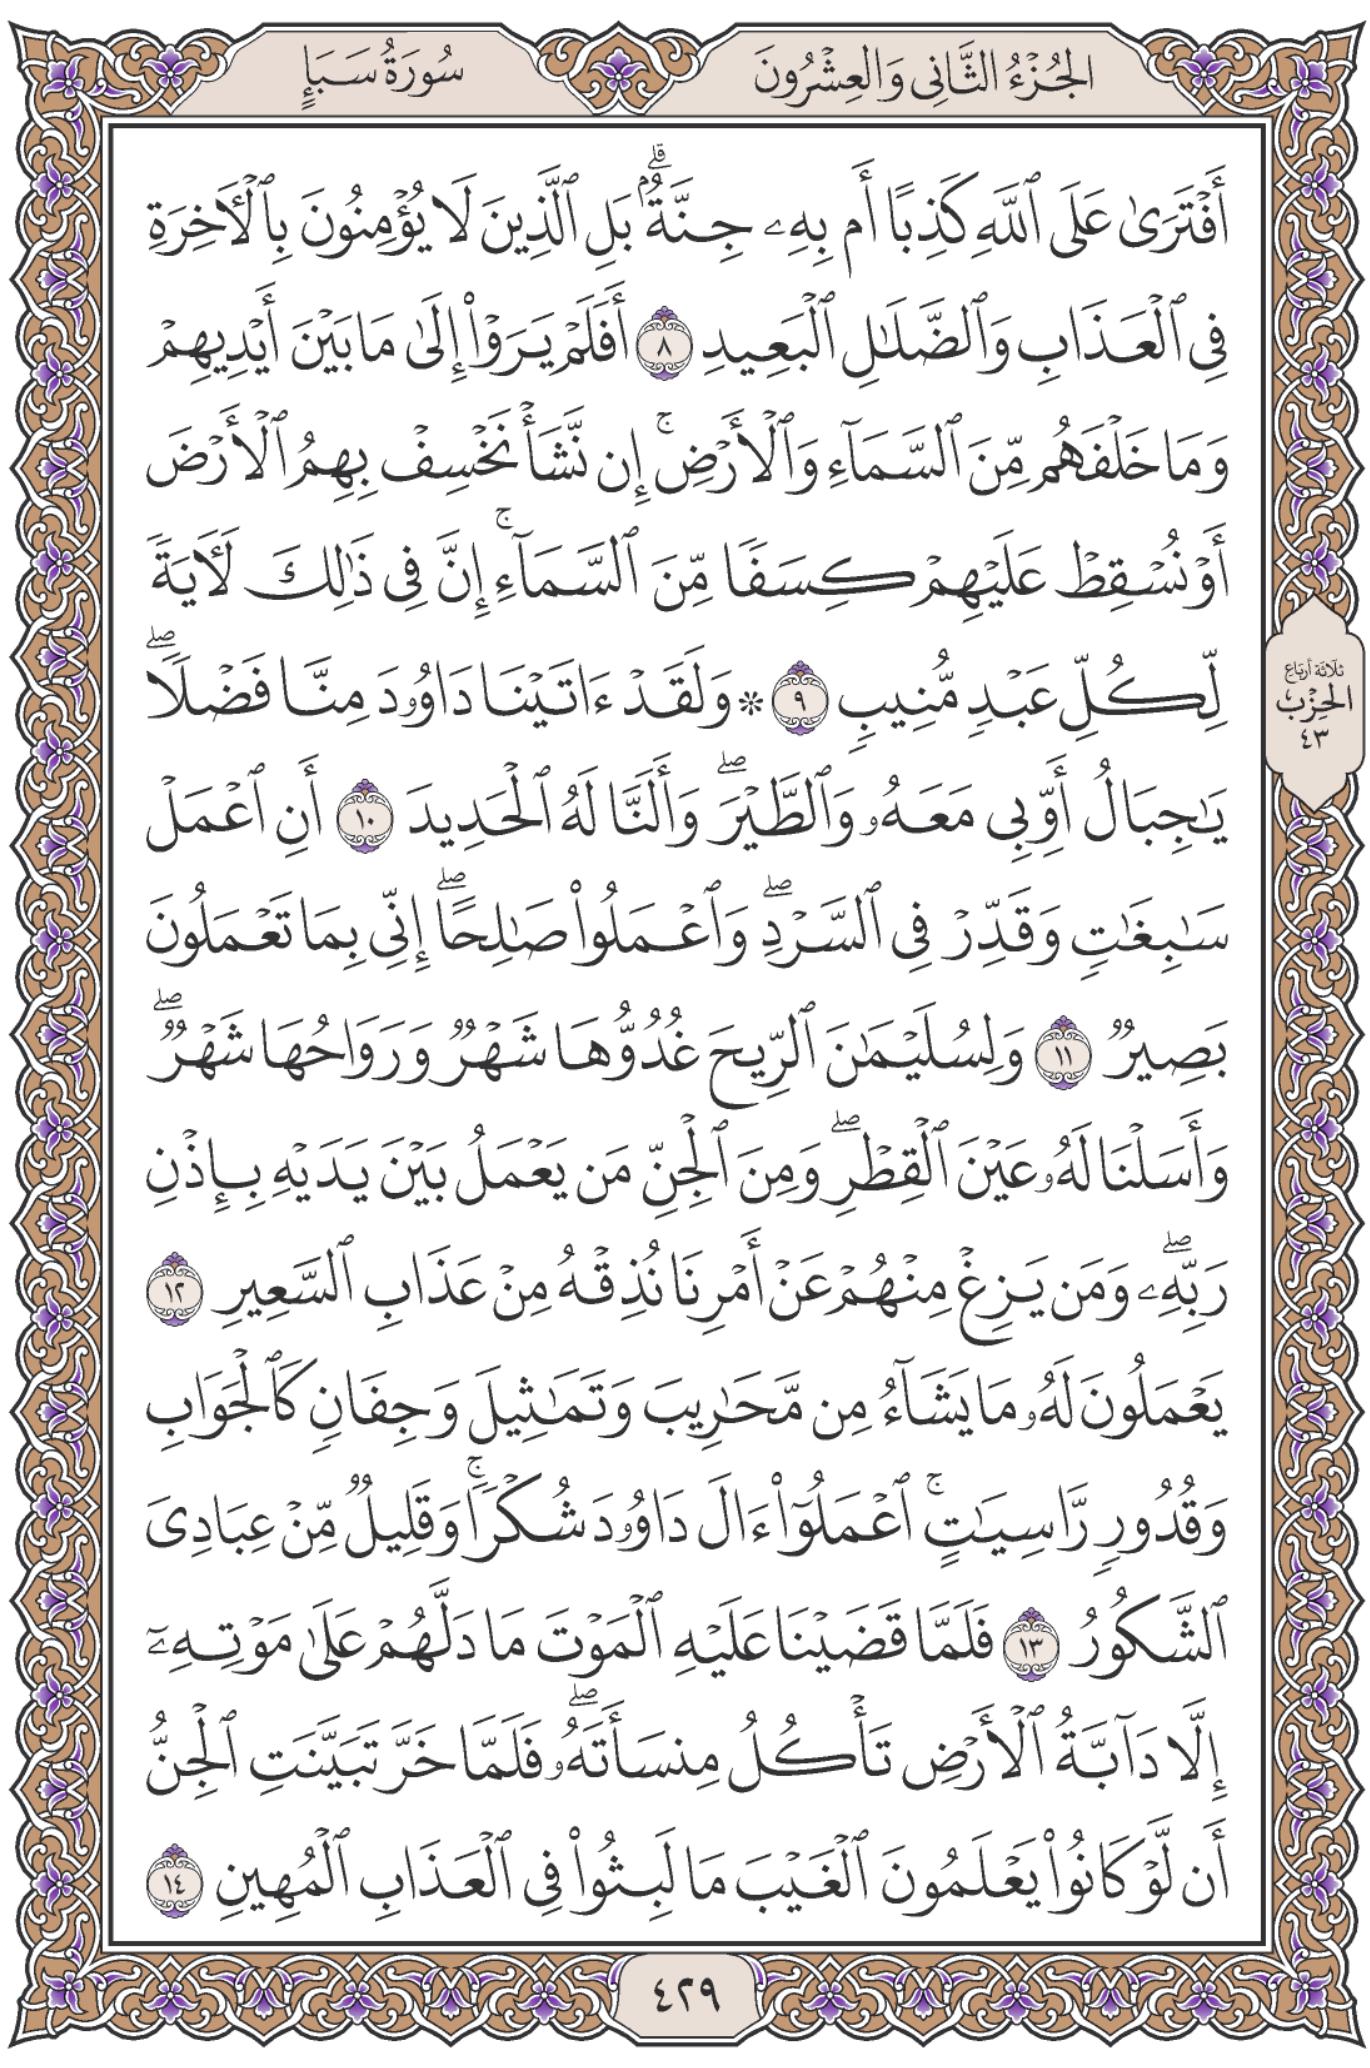 الجُزْءُ الثَّانِي وَالعِشْرُونَ
سُورَةُ سَبَإٍ
أَفْتَرَىٰ عَلَى ٱللَّهِ كَذِبًا أَم بِهِۦ جِنَّةٌۢ ۗ بَلِ ٱلَّذِينَ لَا يُؤْمِنُونَ بِٱلْـَٔاخِرَةِ
فِى ٱلْعَذَابِ وَٱلضَّلَـٰلِ ٱلْبَعِيدِ ٨ أَفَلَمْ يَرَوْا۟ إِلَىٰ مَا بَيْنَ أَيْدِيهِمْ
وَمَا خَلْفَهُم مِّنَ ٱلسَّمَآءِ وَٱلْأَرْضِ ۚ إِن نَّشَأْ نَخْسِفْ بِهِمُ ٱلْأَرْضَ
أَوْ نُسْقِطْ عَلَيْهِمْ كِسَفًا مِّنَ ٱلسَّمَآءِ ۚ إِنَّ فِى ذَٰلِكَ لَـَٔايَةً
لِّكُلِّ عَبْدٍ مُّنِيبٍ ٩ ۞ وَلَقَدْ ءَاتَيْنَا دَاوُۥدَ مِنَّا فَضْلًا ۖ
يَـٰجِبَالُ أَوِّبِى مَعَهُۥ وَٱلطَّيْرَ ۖ وَأَلَنَّا لَهُ ٱلْحَدِيدَ ١٠ أَنِ ٱعْمَلْ
سَـٰبِغَـٰتٍ وَقَدِّرْ فِى ٱلسَّرْدِ ۖ وَٱعْمَلُوا۟ صَـٰلِحًا ۖ إِنِّى بِمَا تَعْمَلُونَ
بَصِيرٌ ١١ وَلِسُلَيْمَـٰنَ ٱلرِّيحَ غُدُوُّهَا شَهْرٌ وَرَوَاحُهَا شَهْرٌ ۖ
وَأَسَلْنَا لَهُۥ عَيْنَ ٱلْقِطْرِ ۖ وَمِنَ ٱلْجِنِّ مَن يَعْمَلُ بَيْنَ يَدَيْهِ بِإِذْنِ
رَبِّهِۦ ۖ وَمَن يَزِغْ مِنْهُمْ عَنْ أَمْرِنَا نُذِقْهُ مِنْ عَذَابِ ٱلسَّعِيرِ ١٢
يَعْمَلُونَ لَهُۥ مَا يَشَآءُ مِن مَّحَـٰرِيبَ وَتَمَـٰثِيلَ وَجِفَانٍ كَٱلْجَوَابِ
وَقُدُورٍ رَّاسِيَـٰتٍ ۚ ٱعْمَلُوٓا۟ ءَالَ دَاوُۥدَ شُكْرًا ۚ وَقَلِيلٌ مِّنْ عِبَادِىَ
ٱلشَّكُورُ ١٣ فَلَمَّا قَضَيْنَا عَلَيْهِ ٱلْمَوْتَ مَا دَلَّهُمْ عَلَىٰ مَوْتِهِۦٓ
إِلَّا دَآبَّةُ ٱلْأَرْضِ تَأْكُلُ مِنسَأَتَهُۥ ۖ فَلَمَّا خَرَّ تَبَيَّنَتِ ٱلْجِنُّ
أَن لَّوْ كَانُوا۟ يَعْلَمُونَ ٱلْغَيْبَ مَا لَبِثُوا۟ فِى ٱلْعَذَابِ ٱلْمُهِينِ ١٤
ثلاثة أرباع
الحِزْبِ
٤٣
٤٢٩